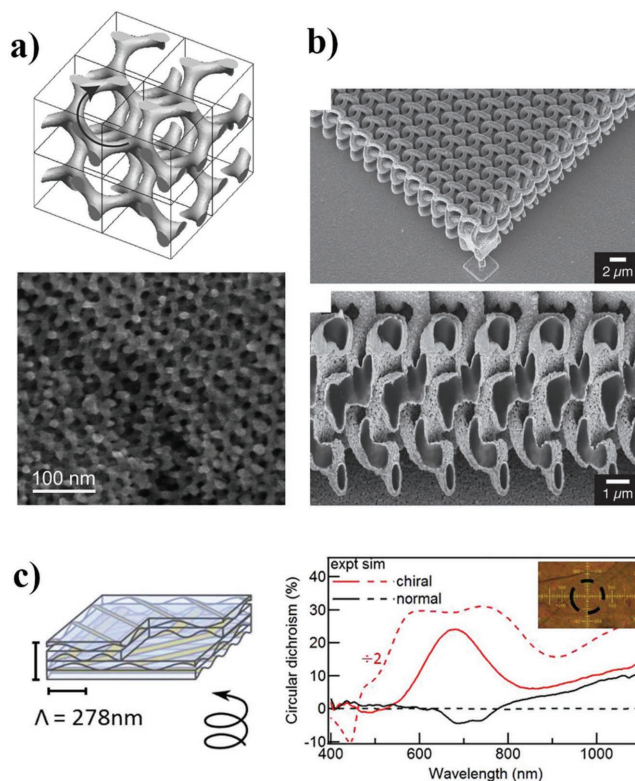 a)
b)
2 µm
100 nm
1 µm
c)
Λ = 278nm
expt sim
chiral
normal
÷2
Circular dichroism (%)
40
30
20
10
0
-10
400
600
800
1000
Wavelength (nm)